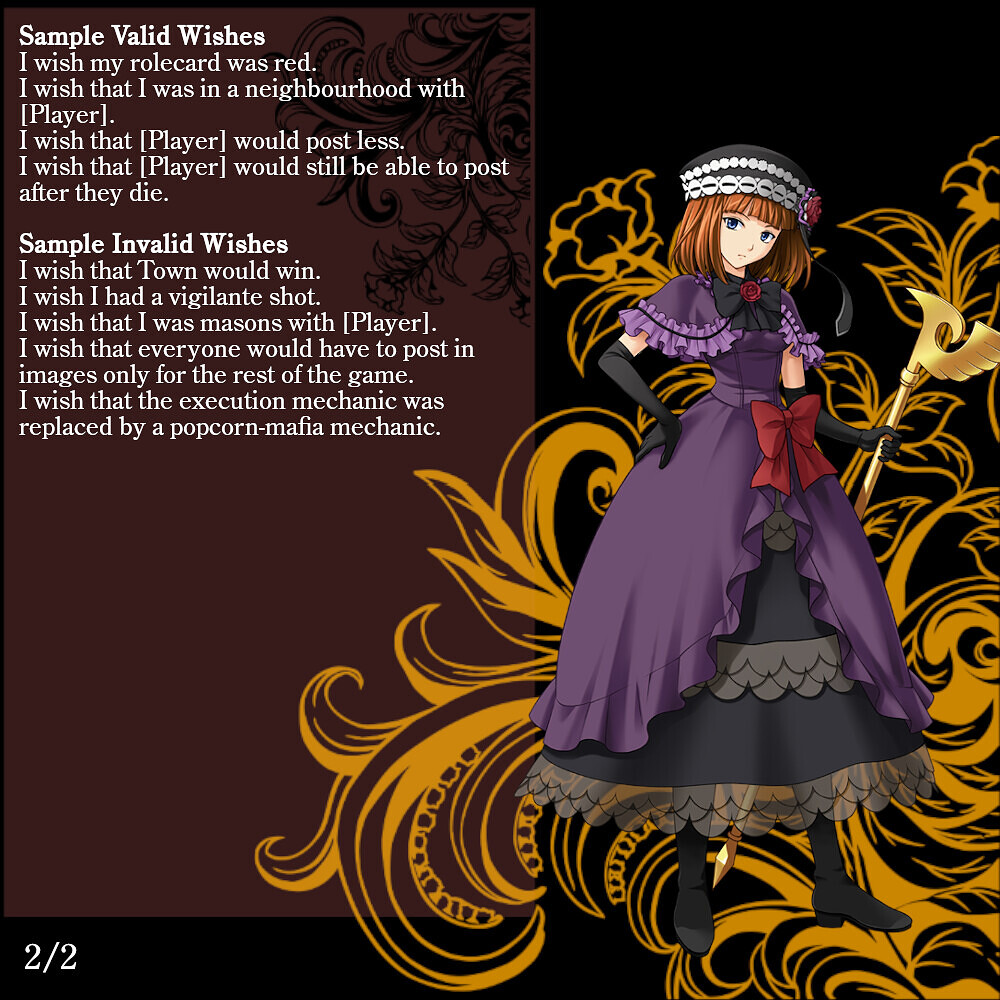 Sample Valid Wishes
I wish my rolecard was red.
I wish that I was in a neighbourhood with
[Player].
I wish that [Player] would post less.
I wish that [Player] would still be able to post
after they die.
Sample Invalid Wishes
I wish that Town would win.
I wish I had a vigilante shot.
I wish that I was masons with [Player].
I wish that everyone would have to post in
images only for the rest of the game.
I wish that the execution mechanic was
replaced by a popcorn-mafia mechanic.
2/2